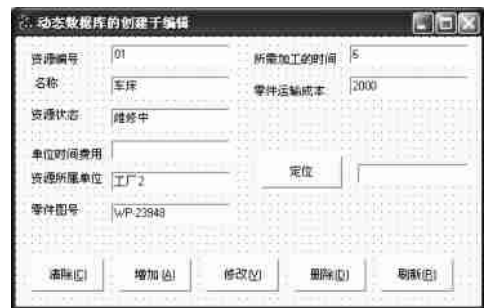 动态数据库的创建于编辑
资源编号 01 所需加工的时间 6
名称 车床 零件运输成本 2000
资源状态 维修中
单位时间费用
资源所属单位 工厂2 定位
零件图号 WP-23948
清除(C) 增加(A) 修改(V) 删除(D) 刷新(R)